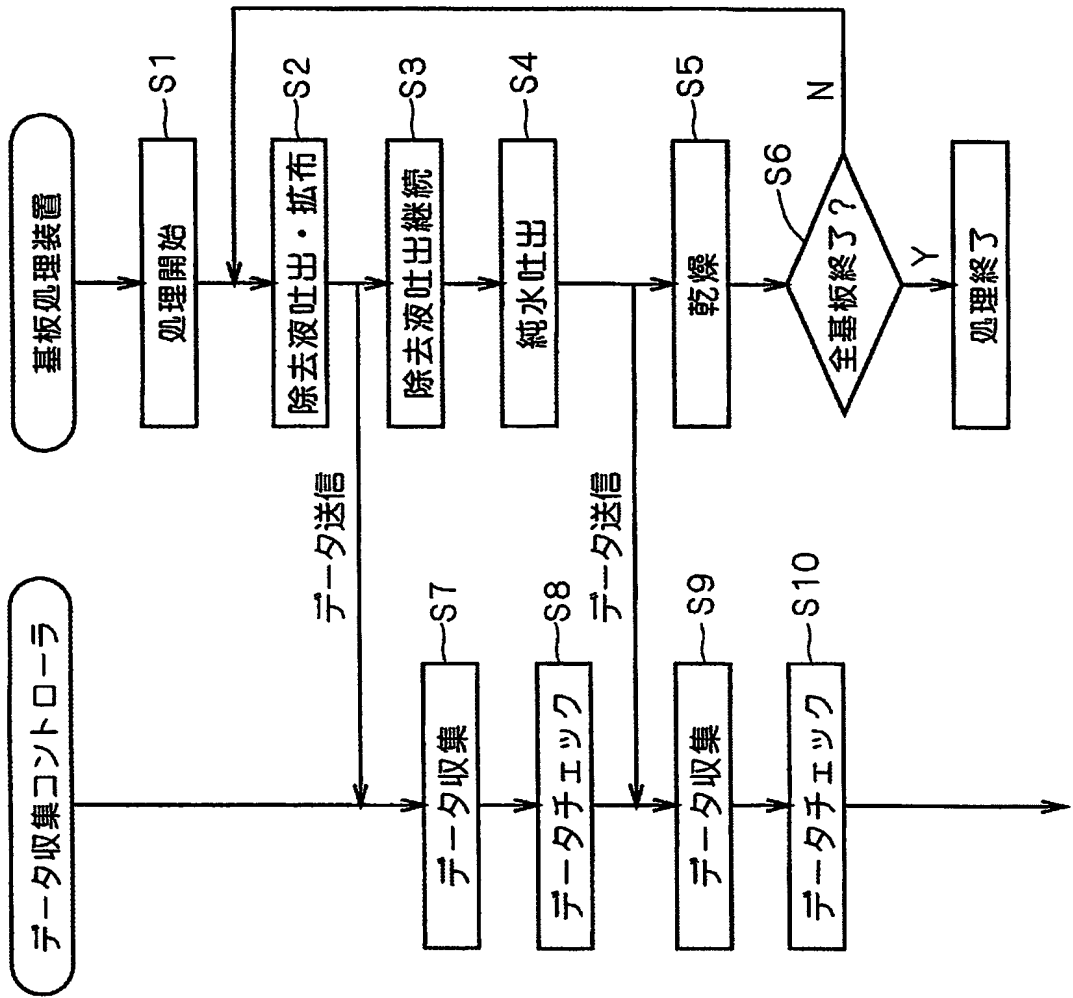 データ収集コントローラ
基板処理装置
処理開始
S1
除去液吐出・拡布
S2
データ送信
除去液吐出継続
S3
純水吐出
S4
データ収集
S7
データチェック
S8
データ送信
乾燥
S5
データ収集
S9
全基板終了?
S6
N
Y
データチェック
S10
処理終了